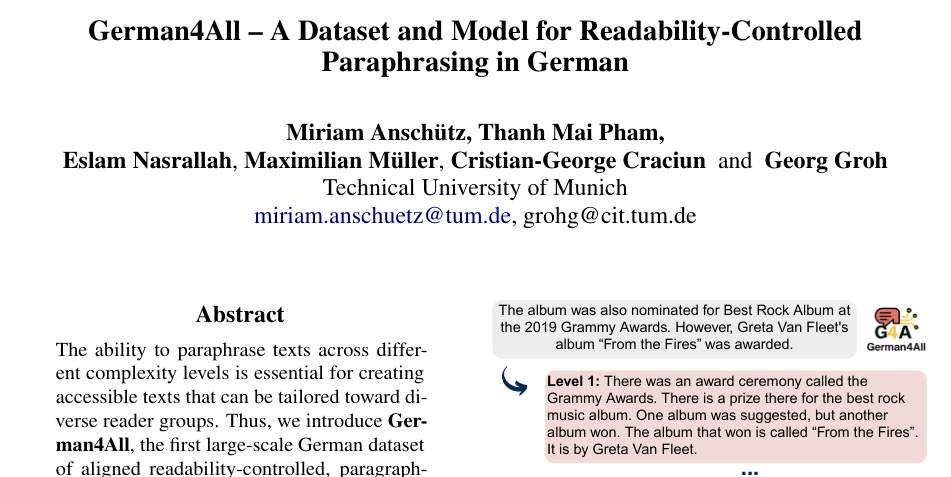 German4All – A Dataset and Model for Readability-Controlled
Paraphrasing in German
Miriam Anschütz, Thanh Mai Pham,
Eslam Nasrallah, Maximilian Müller, Cristian-George Craciun and Georg Groh
Technical University of Munich
miriam.anschuetz@tum.de, grohg@cit.tum.de
Abstract
The ability to paraphrase texts across differ-
ent complexity levels is essential for creating
accessible texts that can be tailored toward di-
verse reader groups. Thus, we introduce Ger-
man4All, the first large-scale German dataset
of aligned readability-controlled, paragraph-
The album was also nominated for Best Rock Album at
the 2019 Grammy Awards. However, Greta Van Fleet's
album “From the Fires” was awarded.
G4A
German4All
Level 1: There was an award ceremony called the
Grammy Awards. There is a prize there for the best rock
music album. One album was suggested, but another
album won. The album that won is called “From the Fires”.
It is by Greta Van Fleet.
...